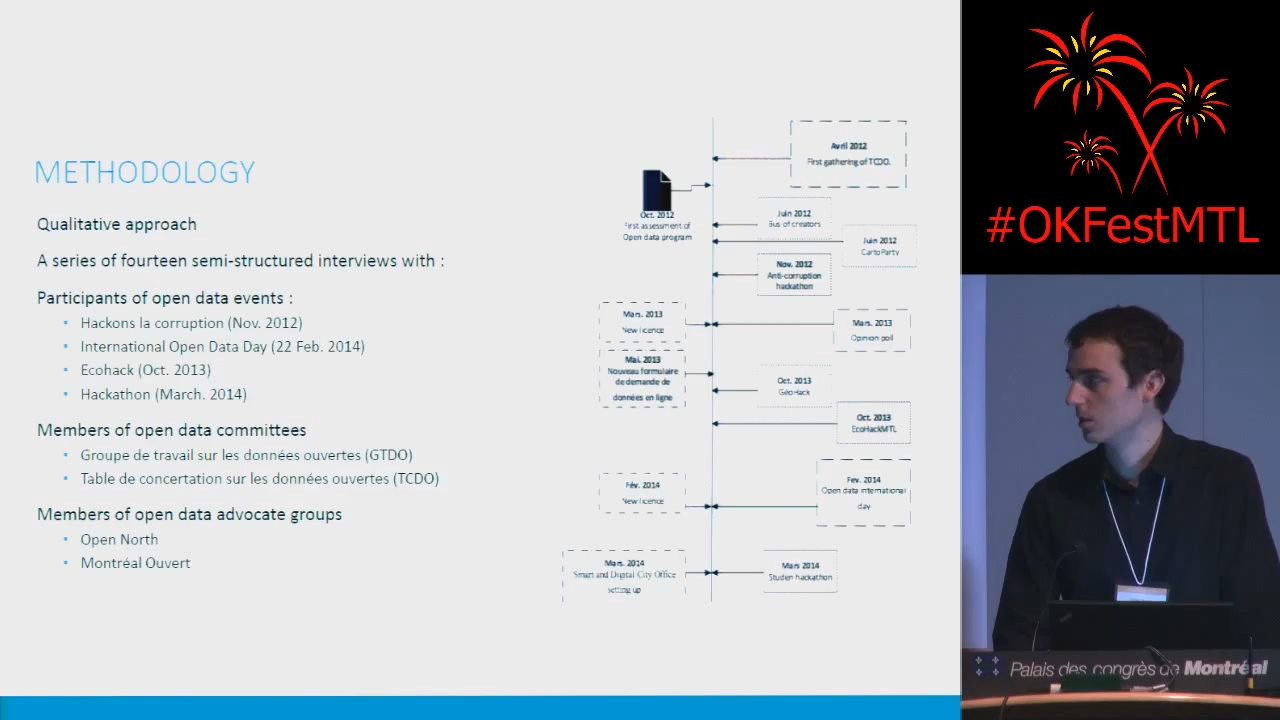 METHODOLOGY
Qualitative approach
A series of fourteen semi-structured interviews with :
Participants of open data events :
Hackons la corruption (Nov. 2012)
International Open Data Day (22 Feb. 2014)
Ecohack (Oct. 2013)
Hackathon (March. 2014)
Members of open data committees
Groupe de travail sur les données ouvertes (GTDO)
Table de concertation sur les données ouvertes (TCDO)
Members of open data advocate groups
Open North
Montréal Ouvert
Avril 2012
First gathering of TCDO.
Oct. 2012
First assessment of
Open data program
Juin 2012
Bus of creators
Juin 2012
CartoParty
Nov. 2012
Anti-corruption
hackathon
Mars. 2013
New licence
Mars. 2013
Opinion poll
Mai. 2013
Nouveau formulaire
de demande de
données en ligne
Oct. 2013
GéoHack
Oct. 2013
EcoHackMTL
Fév. 2014
New licence
Fev. 2014
Open data international
day
Mars. 2014
Smart and Digital City Office
setting up
Mars 2014
Studen hackathon
#OKFestMTL
Palais des congrès de Montréal